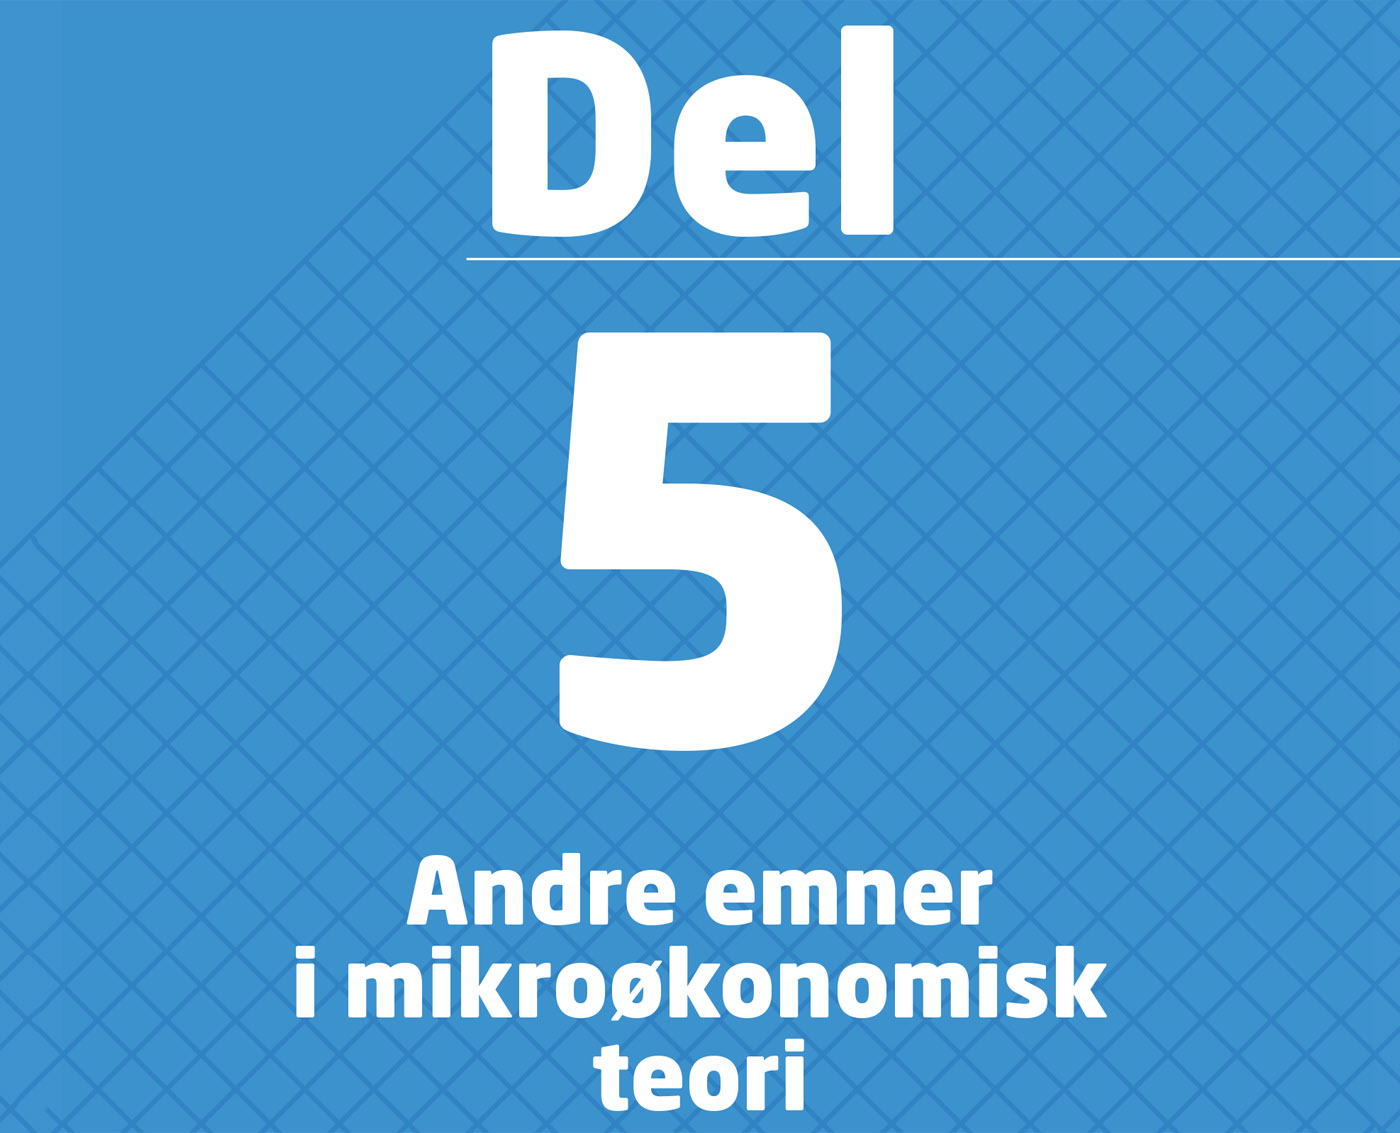 Del
5
Andre emner
i mikroøkonomisk
teori